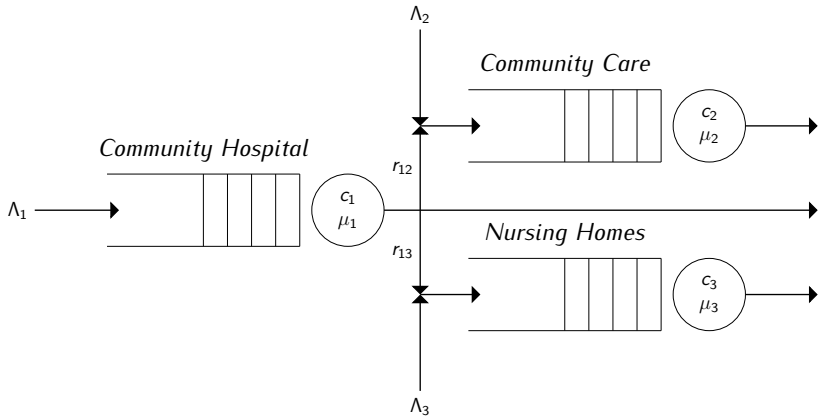 Λ2
Community Care
c2
μ2
Community Hospital
r12
Λ1
c1
μ1
r13
Nursing Homes
c3
μ3
Λ3